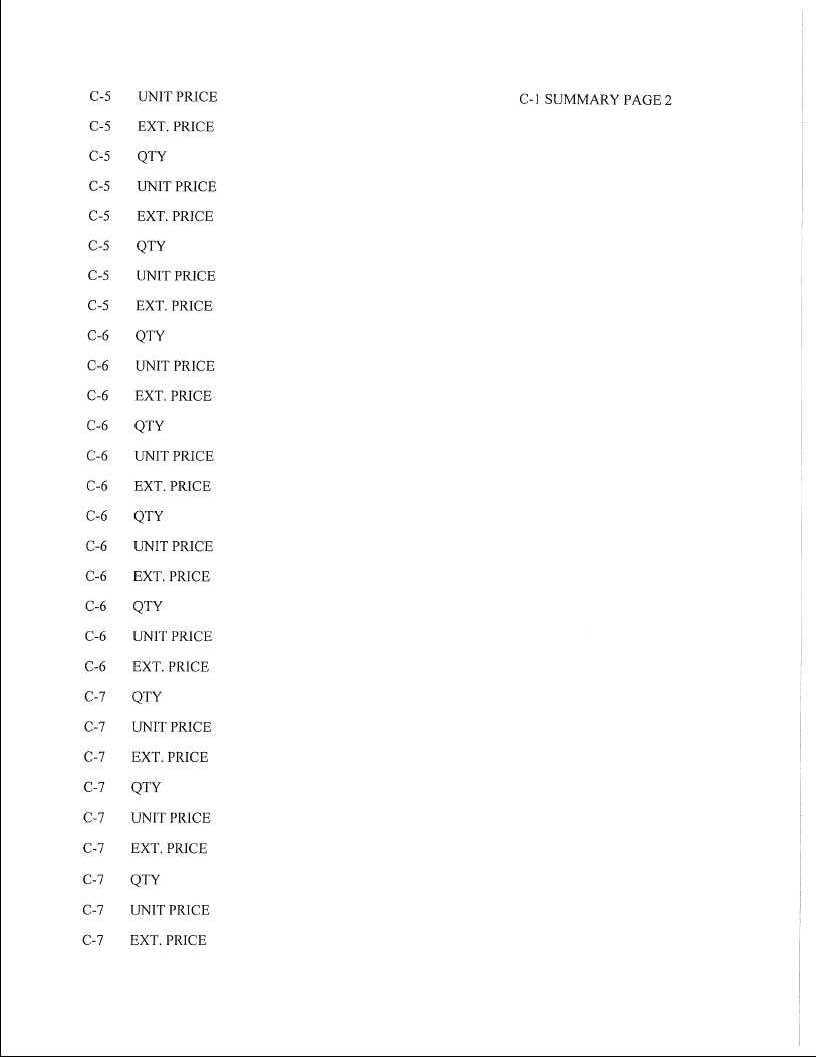 C-5 UNIT PRICE C-1 SUMMARY PAGE 2
C-5 EXT. PRICE
C-5 QTY
C-5 UNIT PRICE
C-5 EXT. PRICE
C-5 QTY
C-5 UNIT PRICE
C-5 EXT. PRICE
C-6 QTY
C-6 UNIT PRICE
C-6 EXT. PRICE
C-6 QTY
C-6 UNIT PRICE
C-6 EXT. PRICE
C-6 QTY
C-6 UNIT PRICE
C-6 EXT. PRICE
C-6 QTY
C-6 UNIT PRICE
C-6 EXT. PRICE
C-7 QTY
C-7 UNIT PRICE
C-7 EXT. PRICE
C-7 QTY
C-7 UNIT PRICE
C-7 EXT. PRICE
C-7 QTY
C-7 UNIT PRICE
C-7 EXT. PRICE